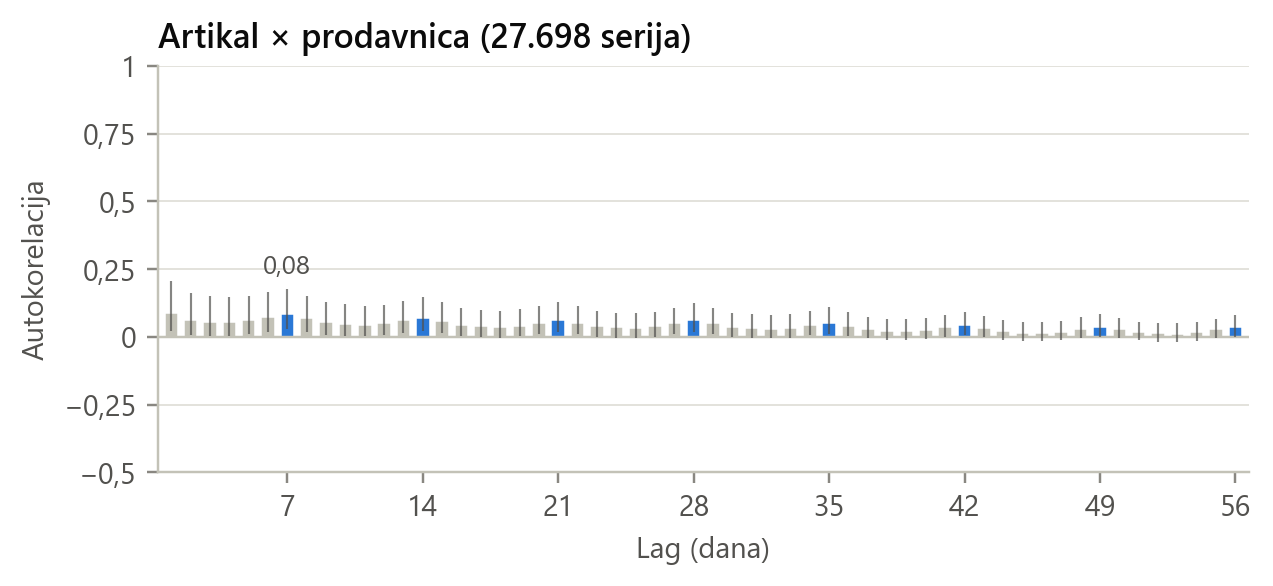 Artikal × prodavnica (27.698 serija)
1
0,75
0,5
0,25
0
−0,25
−0,5
Autokorelacija
0,08
7 14 21 28 35 42 49 56
Lag (dana)